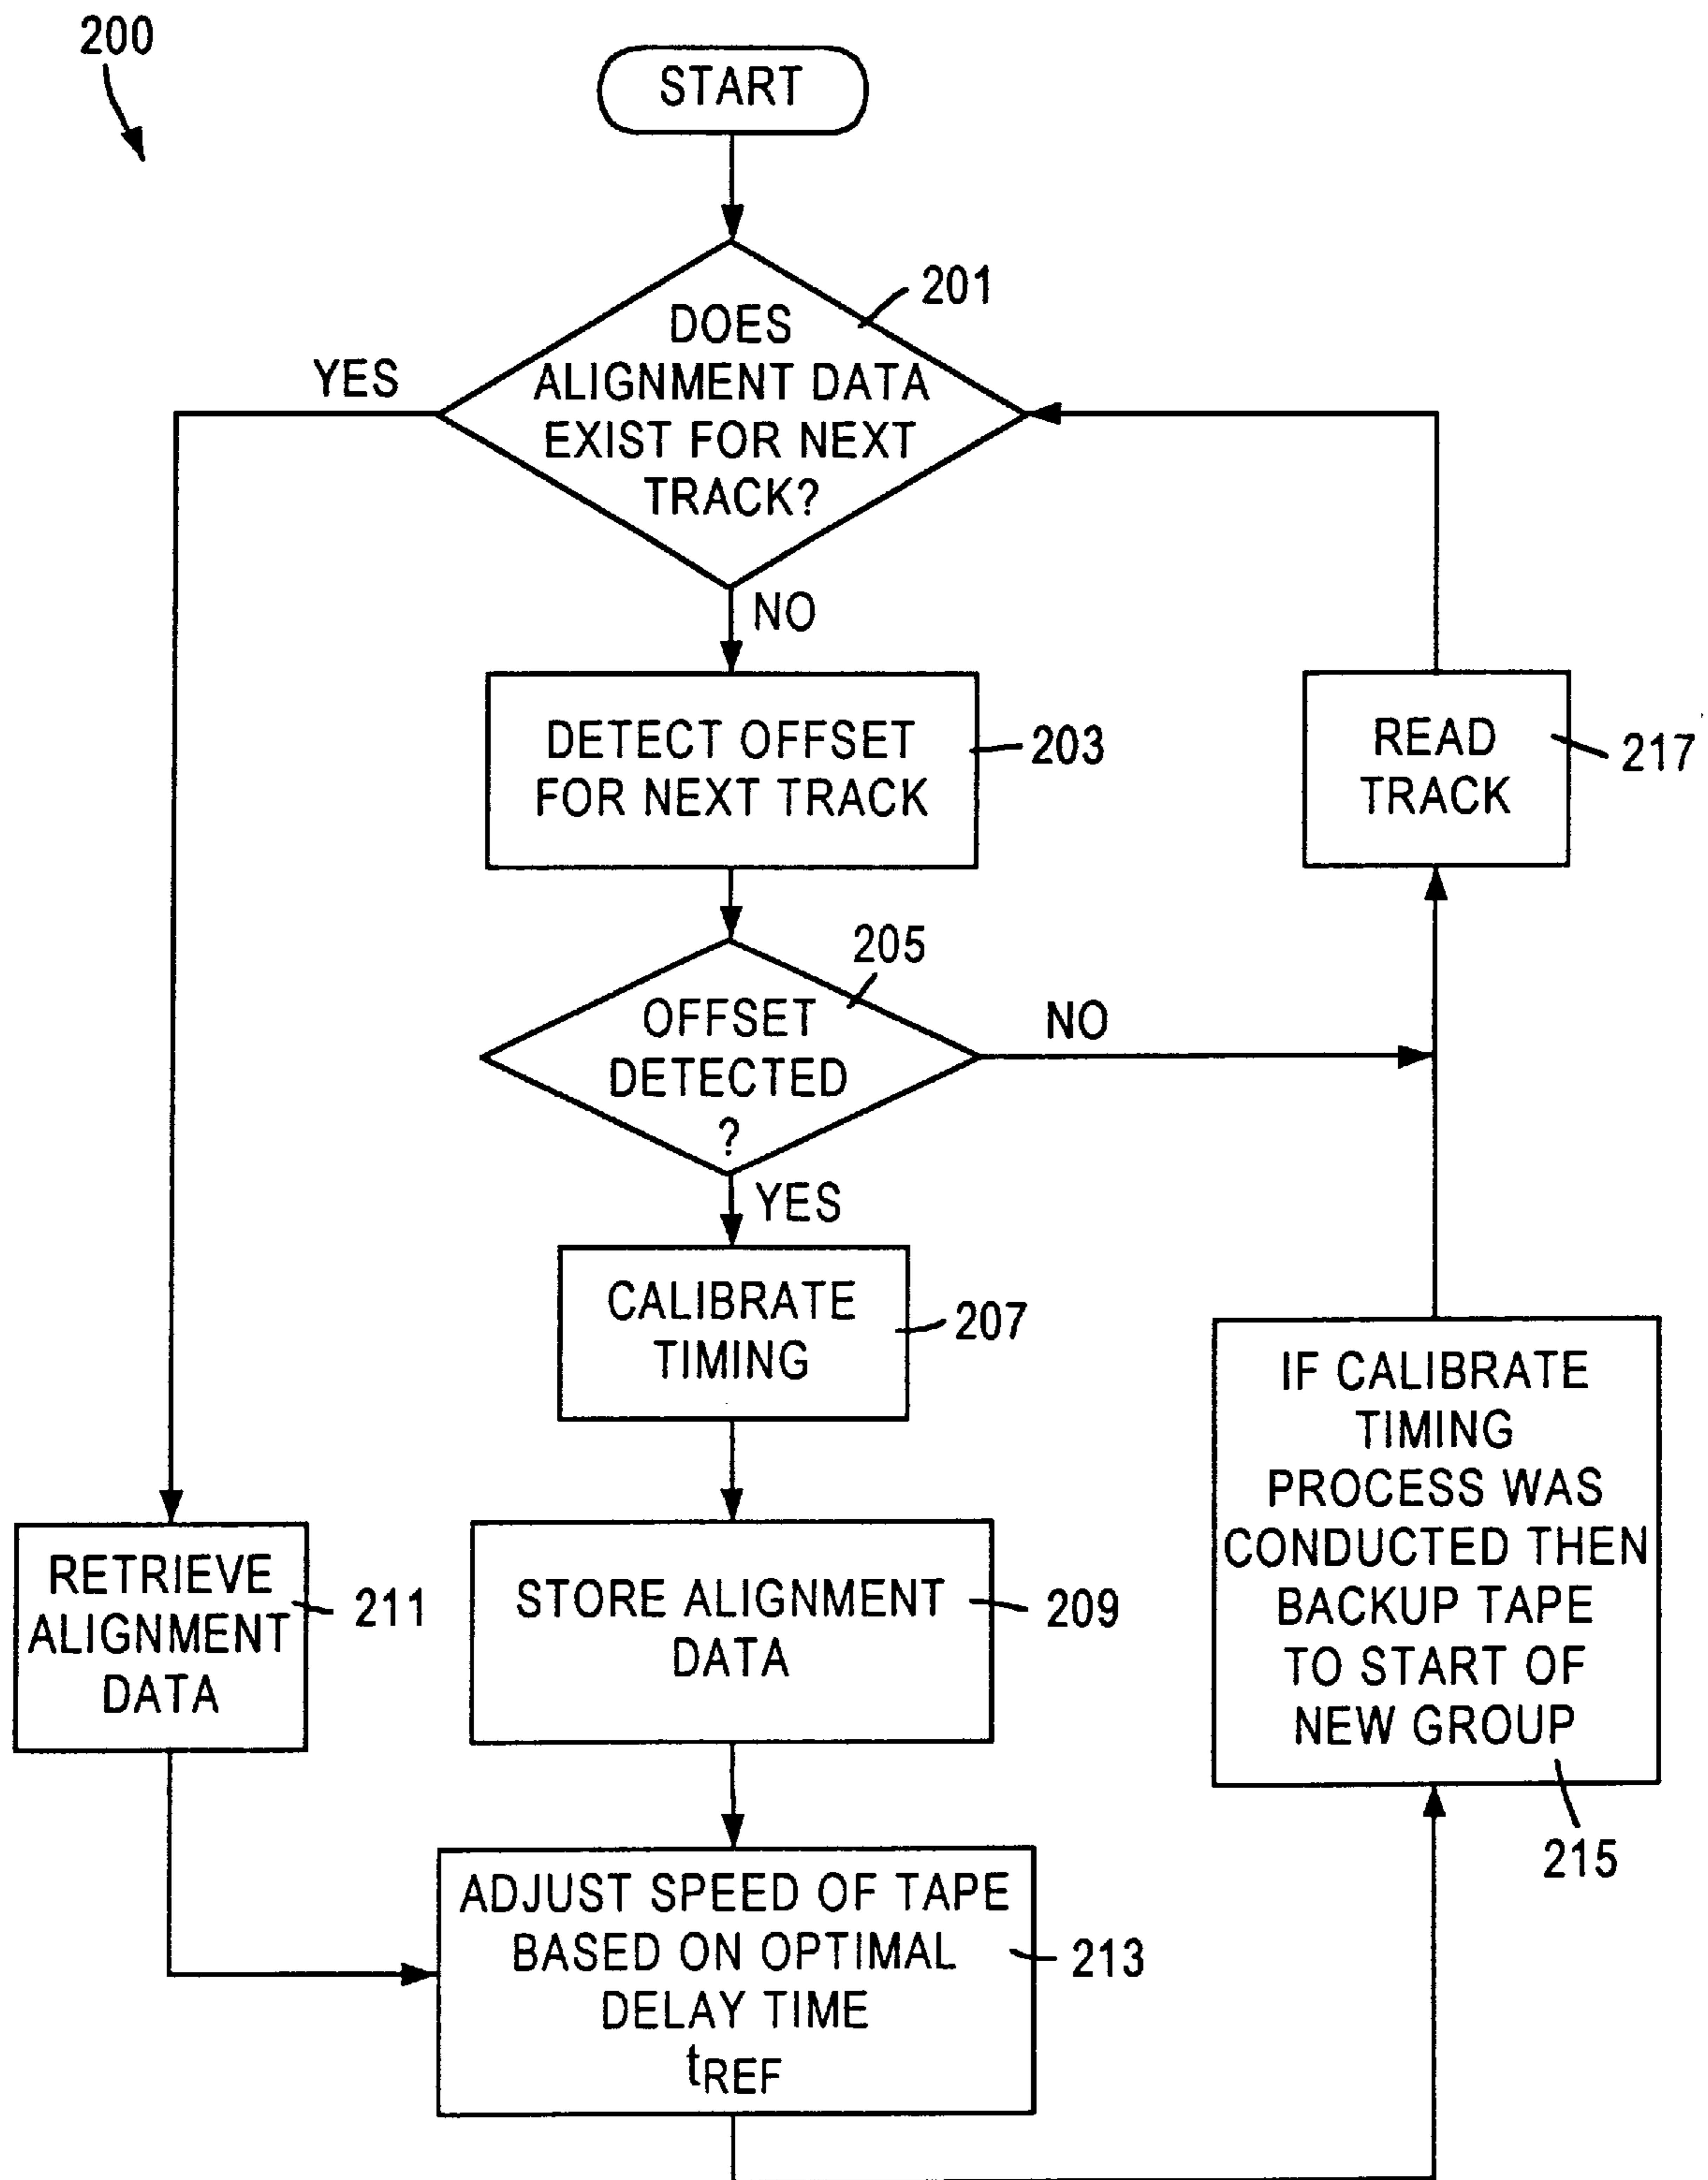 200
START
201
DOES
ALIGNMENT DATA
EXIST FOR NEXT
TRACK?
YES
NO
DETECT OFFSET
FOR NEXT TRACK
203
READ
TRACK
217
205
OFFSET
DETECTED
?
NO
YES
CALIBRATE
TIMING
207
IF CALIBRATE
TIMING
PROCESS WAS
CONDUCTED THEN
BACKUP TAPE
TO START OF
NEW GROUP
215
RETRIEVE
ALIGNMENT
DATA
211
STORE ALIGNMENT
DATA
209
ADJUST SPEED OF TAPE
BASED ON OPTIMAL
DELAY TIME
tREF
213